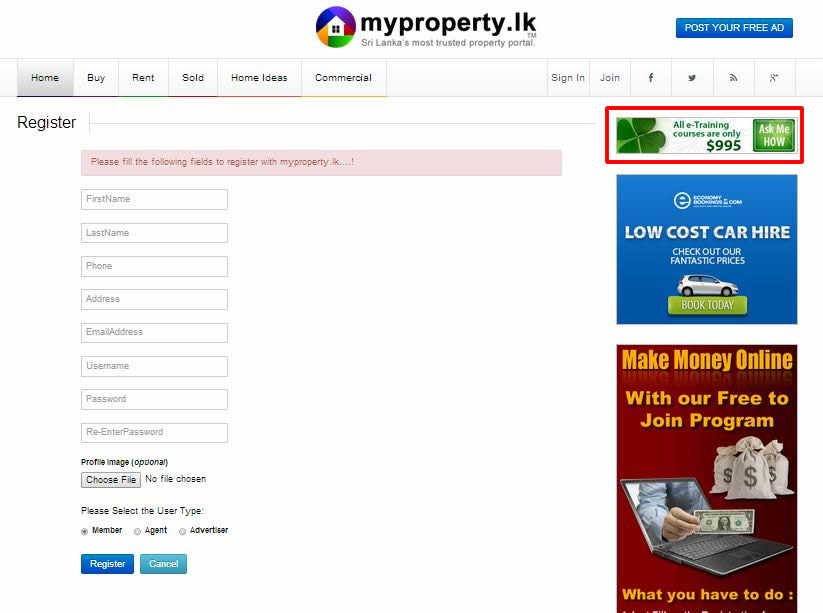 myproperty.lk
TM
Sri Lanka's most trusted property portal.
POST YOUR FREE AD
Home Buy Rent Sold Home Ideas Commercial Sign In Join
Register
Please fill the following fields to register with myproperty.lk....!
FirstName
LastName
Phone
Address
EmailAddress
Username
Password
Re-EnterPassword
Profile Image (optional)
Choose File No file chosen
Please Select the User Type:
Member Agent Advertiser
Register Cancel
All e-Training
courses are only
$995
Ask Me
HOW
ECONOMY
BOOKINGS.COM
LOW COST CAR HIRE
CHECK OUT OUR
FANTASTIC PRICES
BOOK TODAY
Make Money Online
With our Free to
Join Program
$ $ $
What you have to do :